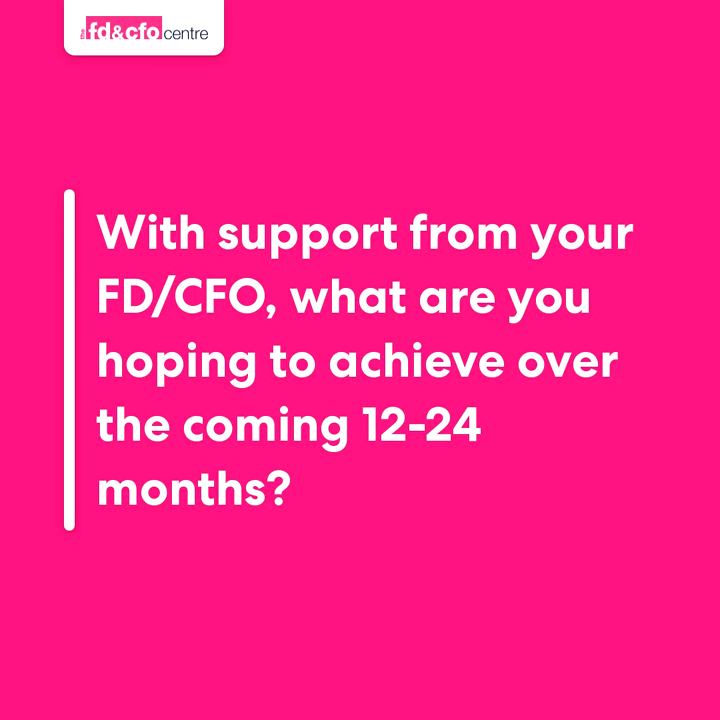 the fd&cfo centre
With support from your
FD/CFO, what are you
hoping to achieve over
the coming 12-24
months?